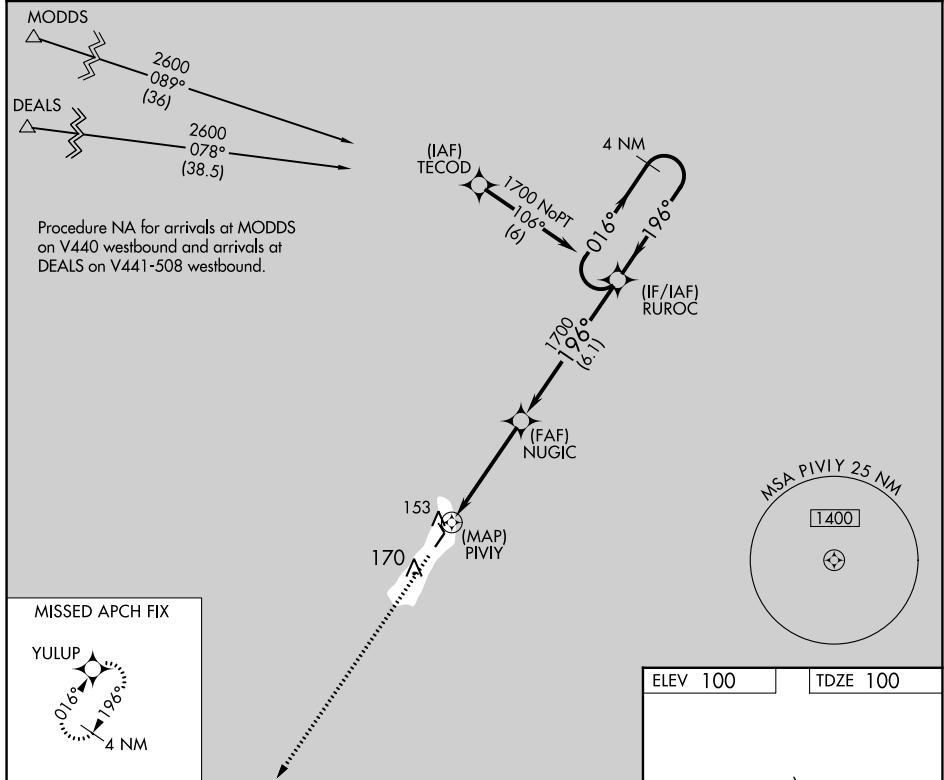 MODDS
2600
089°
(36)
DEALS
2600
078°
(38.5)
(IAF)
TECOD
1700 NoPT
106°
(6)
4 NM
016°
196°
(IF/IAF)
RUROC
Procedure NA for arrivals at MODDS
on V440 westbound and arrivals at
DEALS on V441-508 westbound.
1700
196°
(6.1)
(FAF)
NUGIC
153
(MAP)
PIVIY
170
MSA PIVIY 25 NM
1400
MISSED APCH FIX
YULUP
016°
196°
4 NM
ELEV 100
TDZE 100